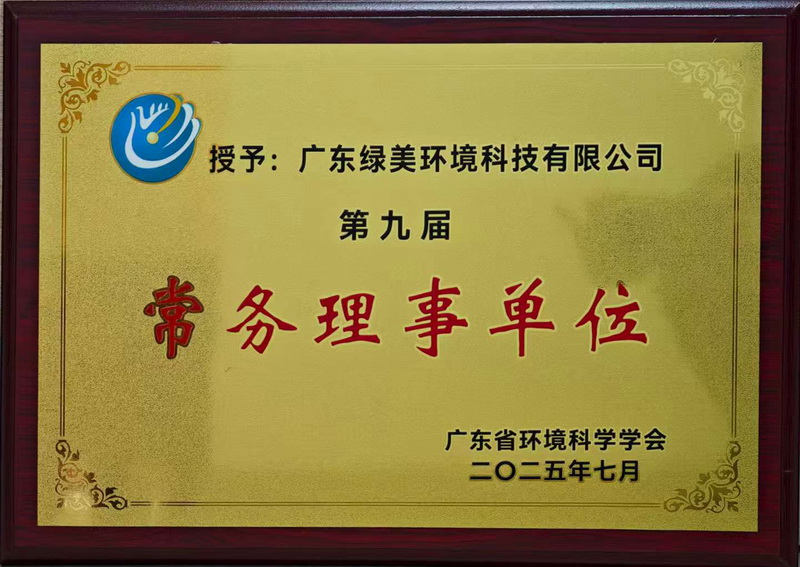 授予：广东绿美环境科技有限公司
第九届
常务理事单位
广东省环境科学学会
二〇二五年七月